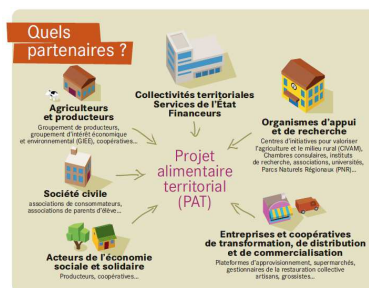 Quels
partenaires ?
Agriculteurs
et producteurs
Groupement de producteurs,
groupement d'intérêt économique
et environnemental (GIEE), coopératives...
Collectivités territoriales
Services de l'État
Financeurs
Organismes d'appui
et de recherche
Centres d'initiatives pour valoriser
l'agriculture et le milieu rural (CIVAM),
Chambres consulaires, instituts
de recherche, associations, universités,
Parcs Naturels Régionaux (PNR)...
Projet
alimentaire
territorial
(PAT)
Société civile
associations de consommateurs,
associations de parents d'élève...
Acteurs de l'économie
sociale et solidaire
Producteurs, coopératives...
Entreprises et coopératives
de transformation, de distribution
et de commercialisation
Plateformes d'approvisionnement, supermarchés,
gestionnaires de la restauration collective
artisans, grossistes...